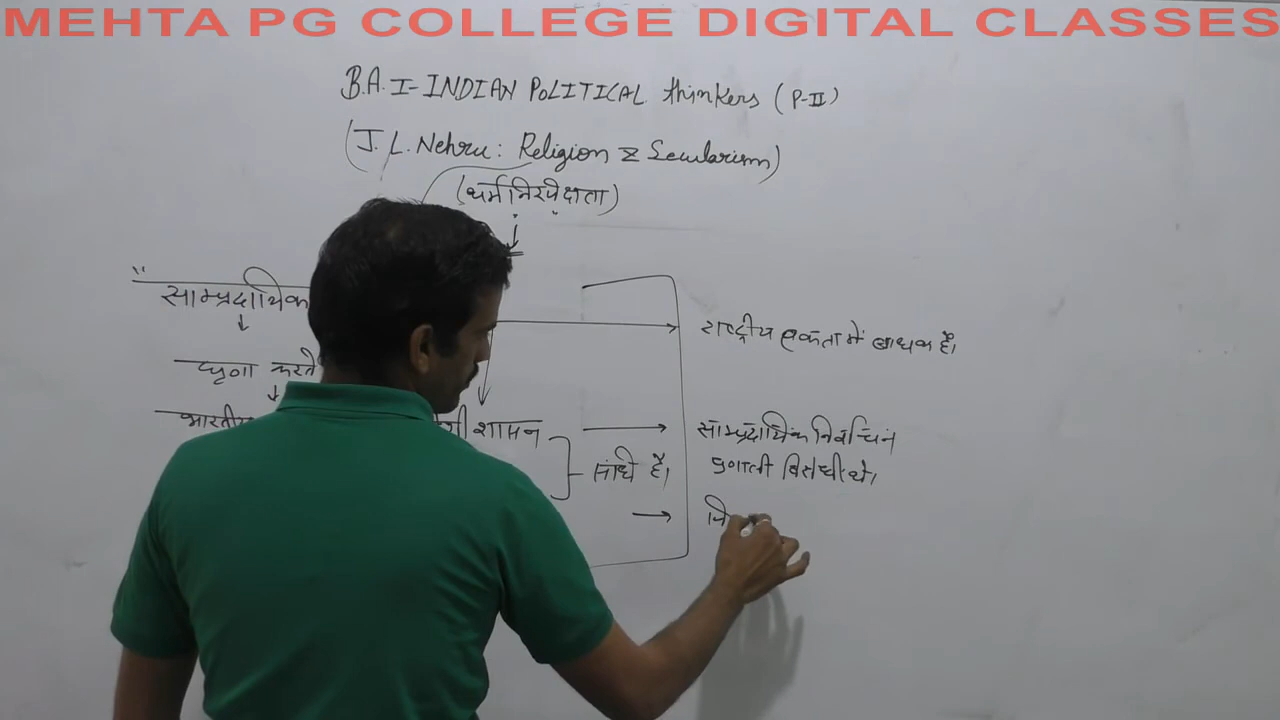 MEHTA PG COLLEGE DIGITAL CLASSES
B.A. I - INDIAN POLITICAL thinkers (P-II)
(J. L. Nehru: Religion & Secularism)
(धर्मनिरपेक्षता)
साम्प्रदायिक
राष्ट्रीय एकता में बाधक है।
घृणा करते
शासन
साम्प्रदायिक निर्वाचन
प्रणाली विरोधी थे।
संधि है।